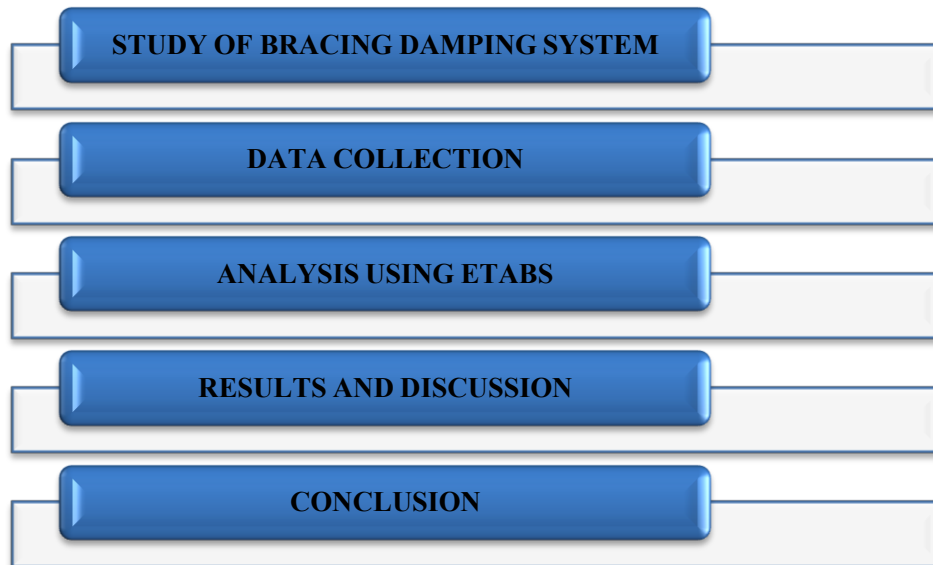 STUDY OF BRACING DAMPING SYSTEM
DATA COLLECTION
ANALYSIS USING ETABS
RESULTS AND DISCUSSION
CONCLUSION